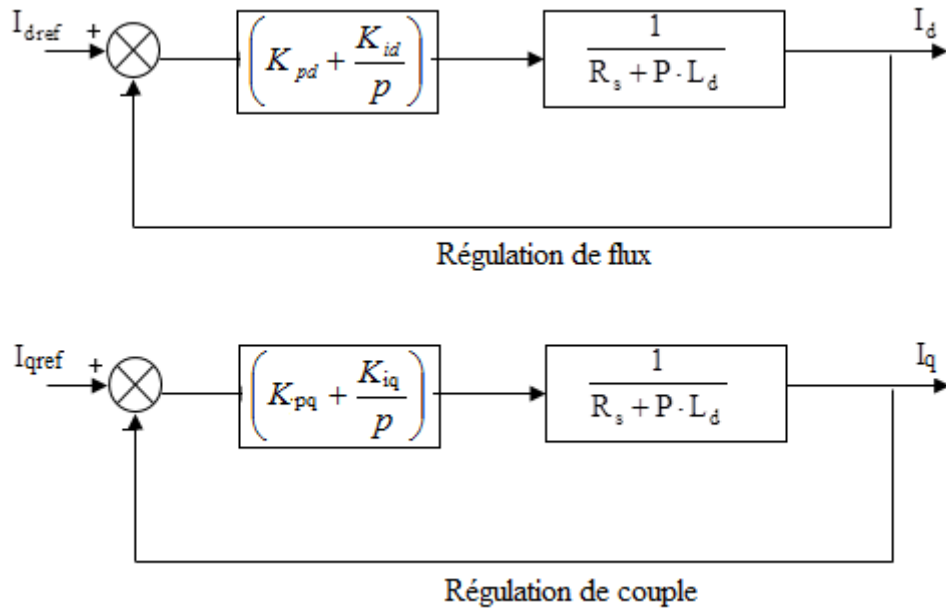 I_dref + (K_pd + K_id/p) 1/(R_s + P · L_d) I_d
Régulation de flux
I_qref + (K_pq + K_iq/p) 1/(R_s + P · L_d) I_q
Régulation de couple